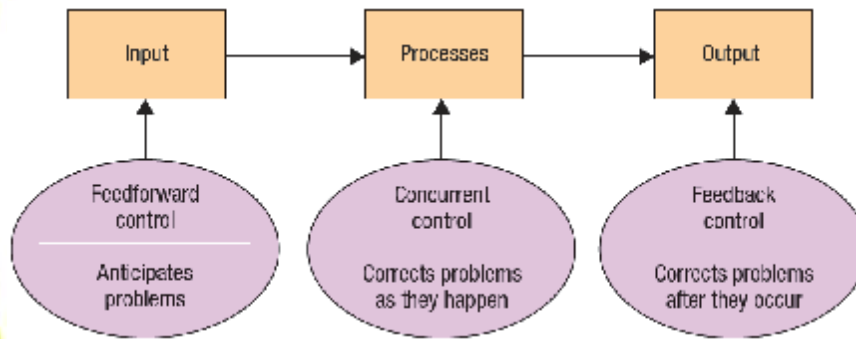 Input
Processes
Output
Feedforward
control
Anticipates
problems
Concurrent
control
Corrects problems
as they happen
Feedback
control
Corrects problems
after they occur